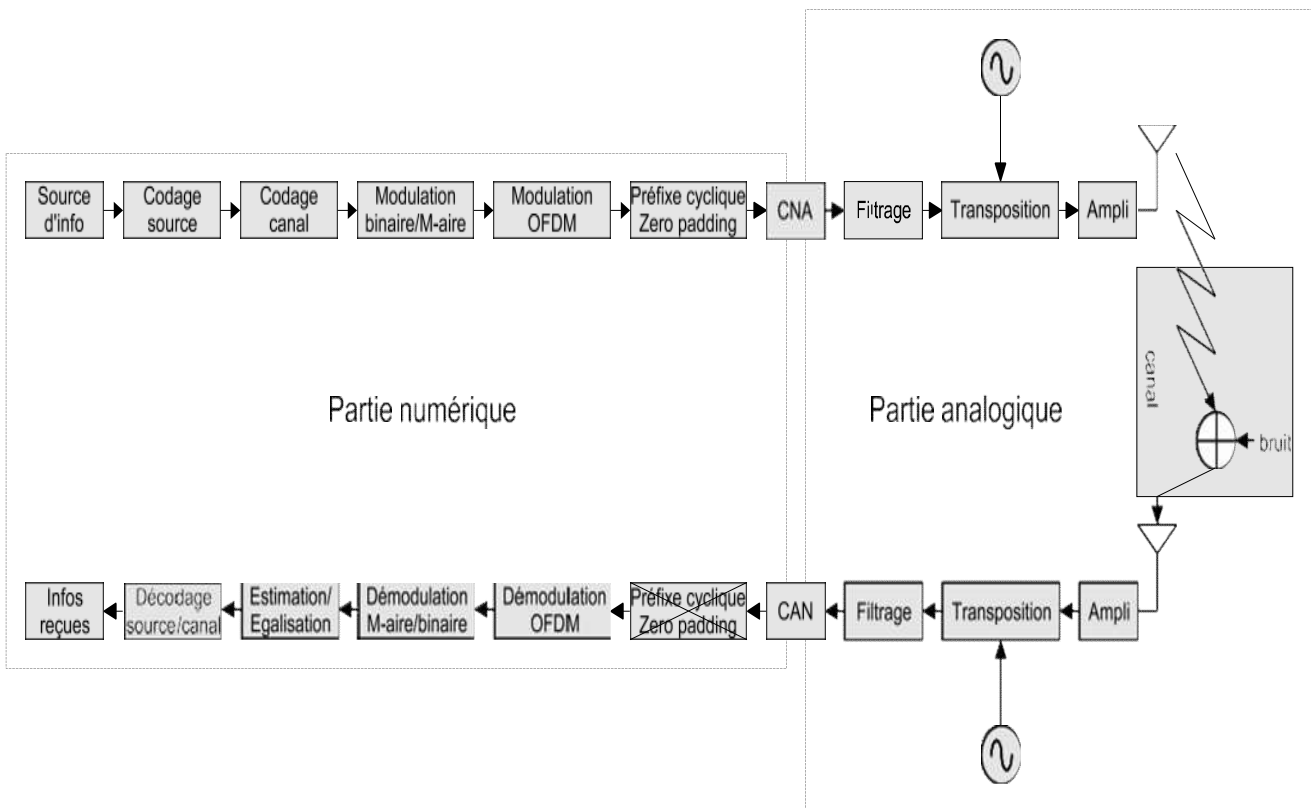 Source
d'info
Codage
source
Codage
canal
Modulation
binaire/M-aire
Modulation
OFDM
Préfixe cyclique
Zero padding
CNA
Filtrage
Transposition
Ampli
canal
bruit
Partie numérique
Partie analogique
Infos
reçues
Décodage
source/canal
Estimation/
Egalisation
Démodulation
M-aire/binaire
Démodulation
OFDM
Préfixe cyclique
Zero padding
CAN
Filtrage
Transposition
Ampli